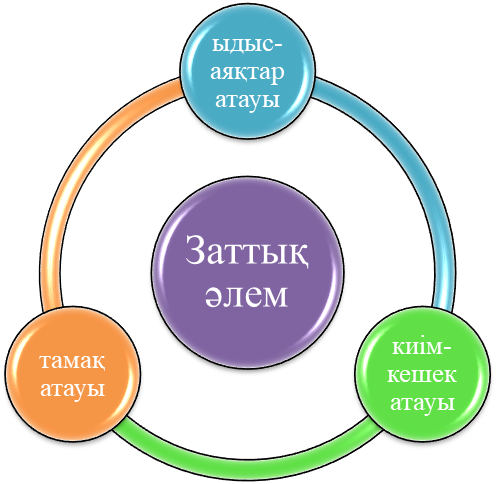 ыдыс-
аяқтар
атауы
Заттық
әлем
тамақ
атауы
киім-
кешек
атауы